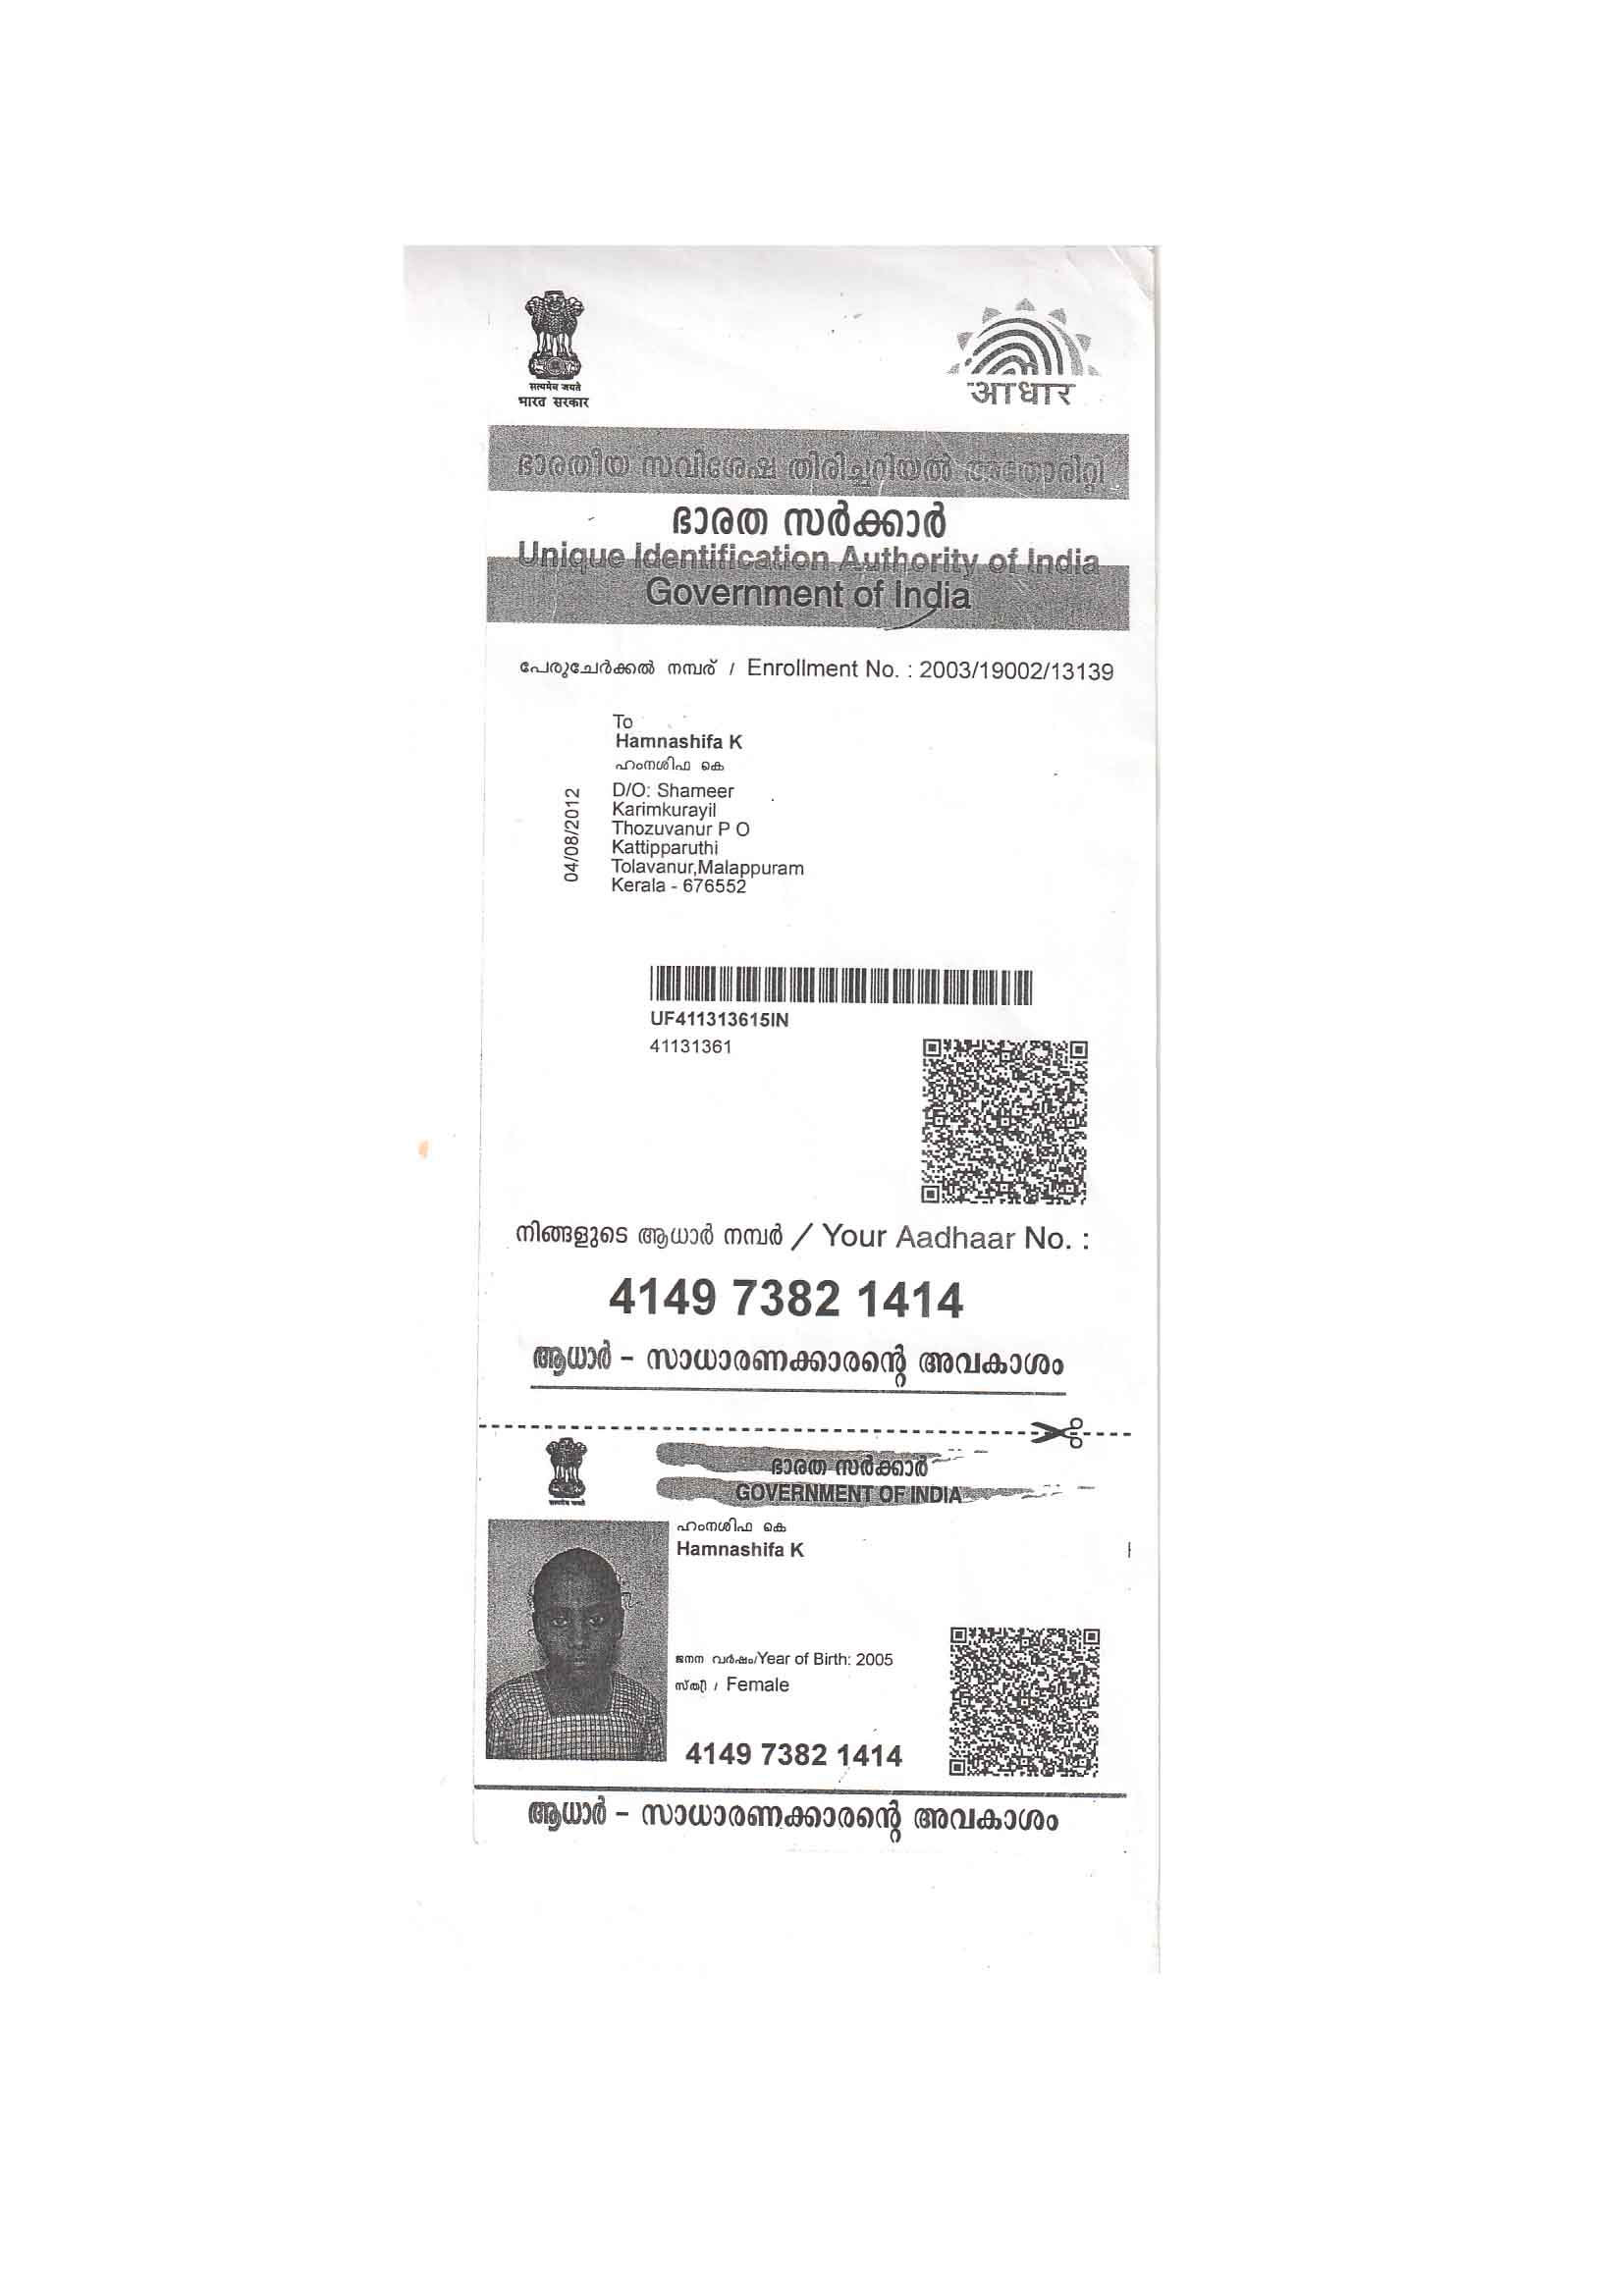 सत्यमेव जयते
भारत सरकार
आधार
ഭാരതീയ സവിശേഷ തിരിച്ചറിയൽ അതോരിറ്റി
ഭാരത സർക്കാർ
Unique Identification Authority of India
Government of India
പേരുചേർക്കൽ നമ്പര് / Enrollment No. : 2003/19002/13139
To
Hamnashifa K
ഹംനശിഫ കെ
D/O: Shameer
Karimkurayil
Thozuvanur P O
Kattipparuthi
Tolavanur,Malappuram
Kerala - 676552
04/08/2012
UF411313615IN
41131361
നിങ്ങളുടെ ആധാർ നമ്പർ / Your Aadhaar No. :
4149 7382 1414
ആധാർ - സാധാരണക്കാരന്റെ അവകാശം
ഭാരത സർക്കാർ
GOVERNMENT OF INDIA
ഹംനശിഫ കെ
Hamnashifa K
ജനന വർഷം/Year of Birth: 2005
സ്ത്രീ / Female
4149 7382 1414
ആധാർ - സാധാരണക്കാരന്റെ അവകാശം